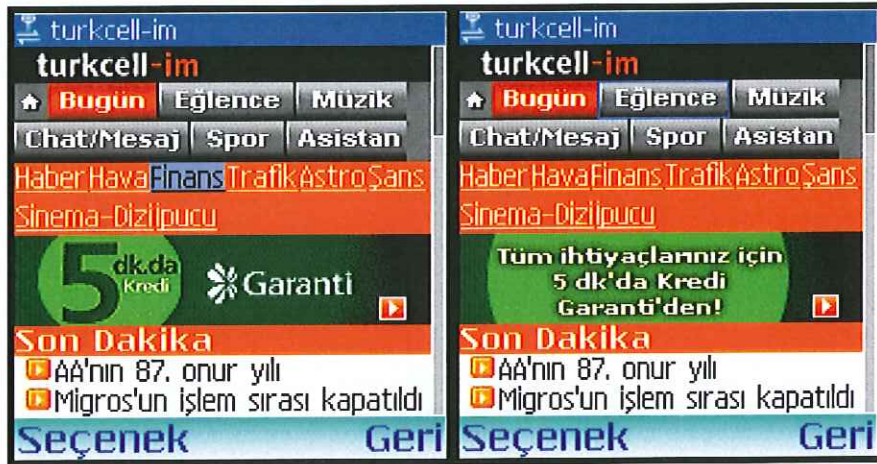 turkcell-im
turkcell-im
Bugün Eğlence Müzik
Chat/Mesaj Spor Asistan
Haber Hava Finans Trafik Astro Şans
Sinema-Dizi İpucu
5 dk.da
Kredi
Garanti
Son Dakika
AA'nın 87. onur yılı
Migros'un işlem sırası kapatıldı
Seçenek Geri
turkcell-im
turkcell-im
Bugün Eğlence Müzik
Chat/Mesaj Spor Asistan
Haber Hava Finans Trafik Astro Şans
Sinema-Dizi İpucu
Tüm ihtiyaçlarınız için
5 dk'da Kredi
Garanti'den!
Son Dakika
AA'nın 87. onur yılı
Migros'un işlem sırası kapatıldı
Seçenek Geri